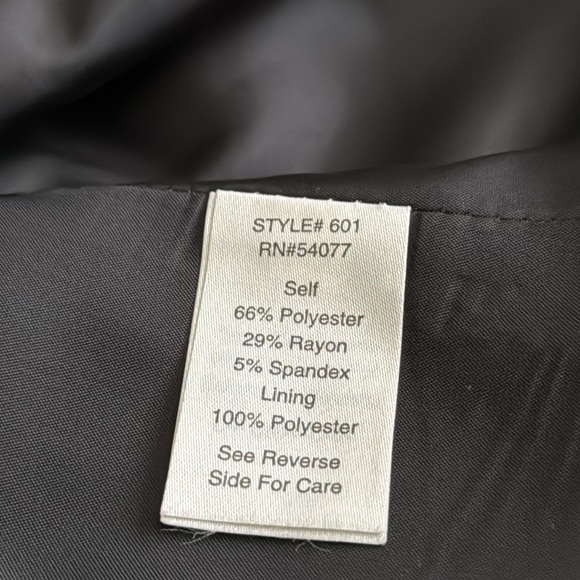 STYLE# 601
RN#54077
Self
66% Polyester
29% Rayon
5% Spandex
Lining
100% Polyester
See Reverse
Side For Care